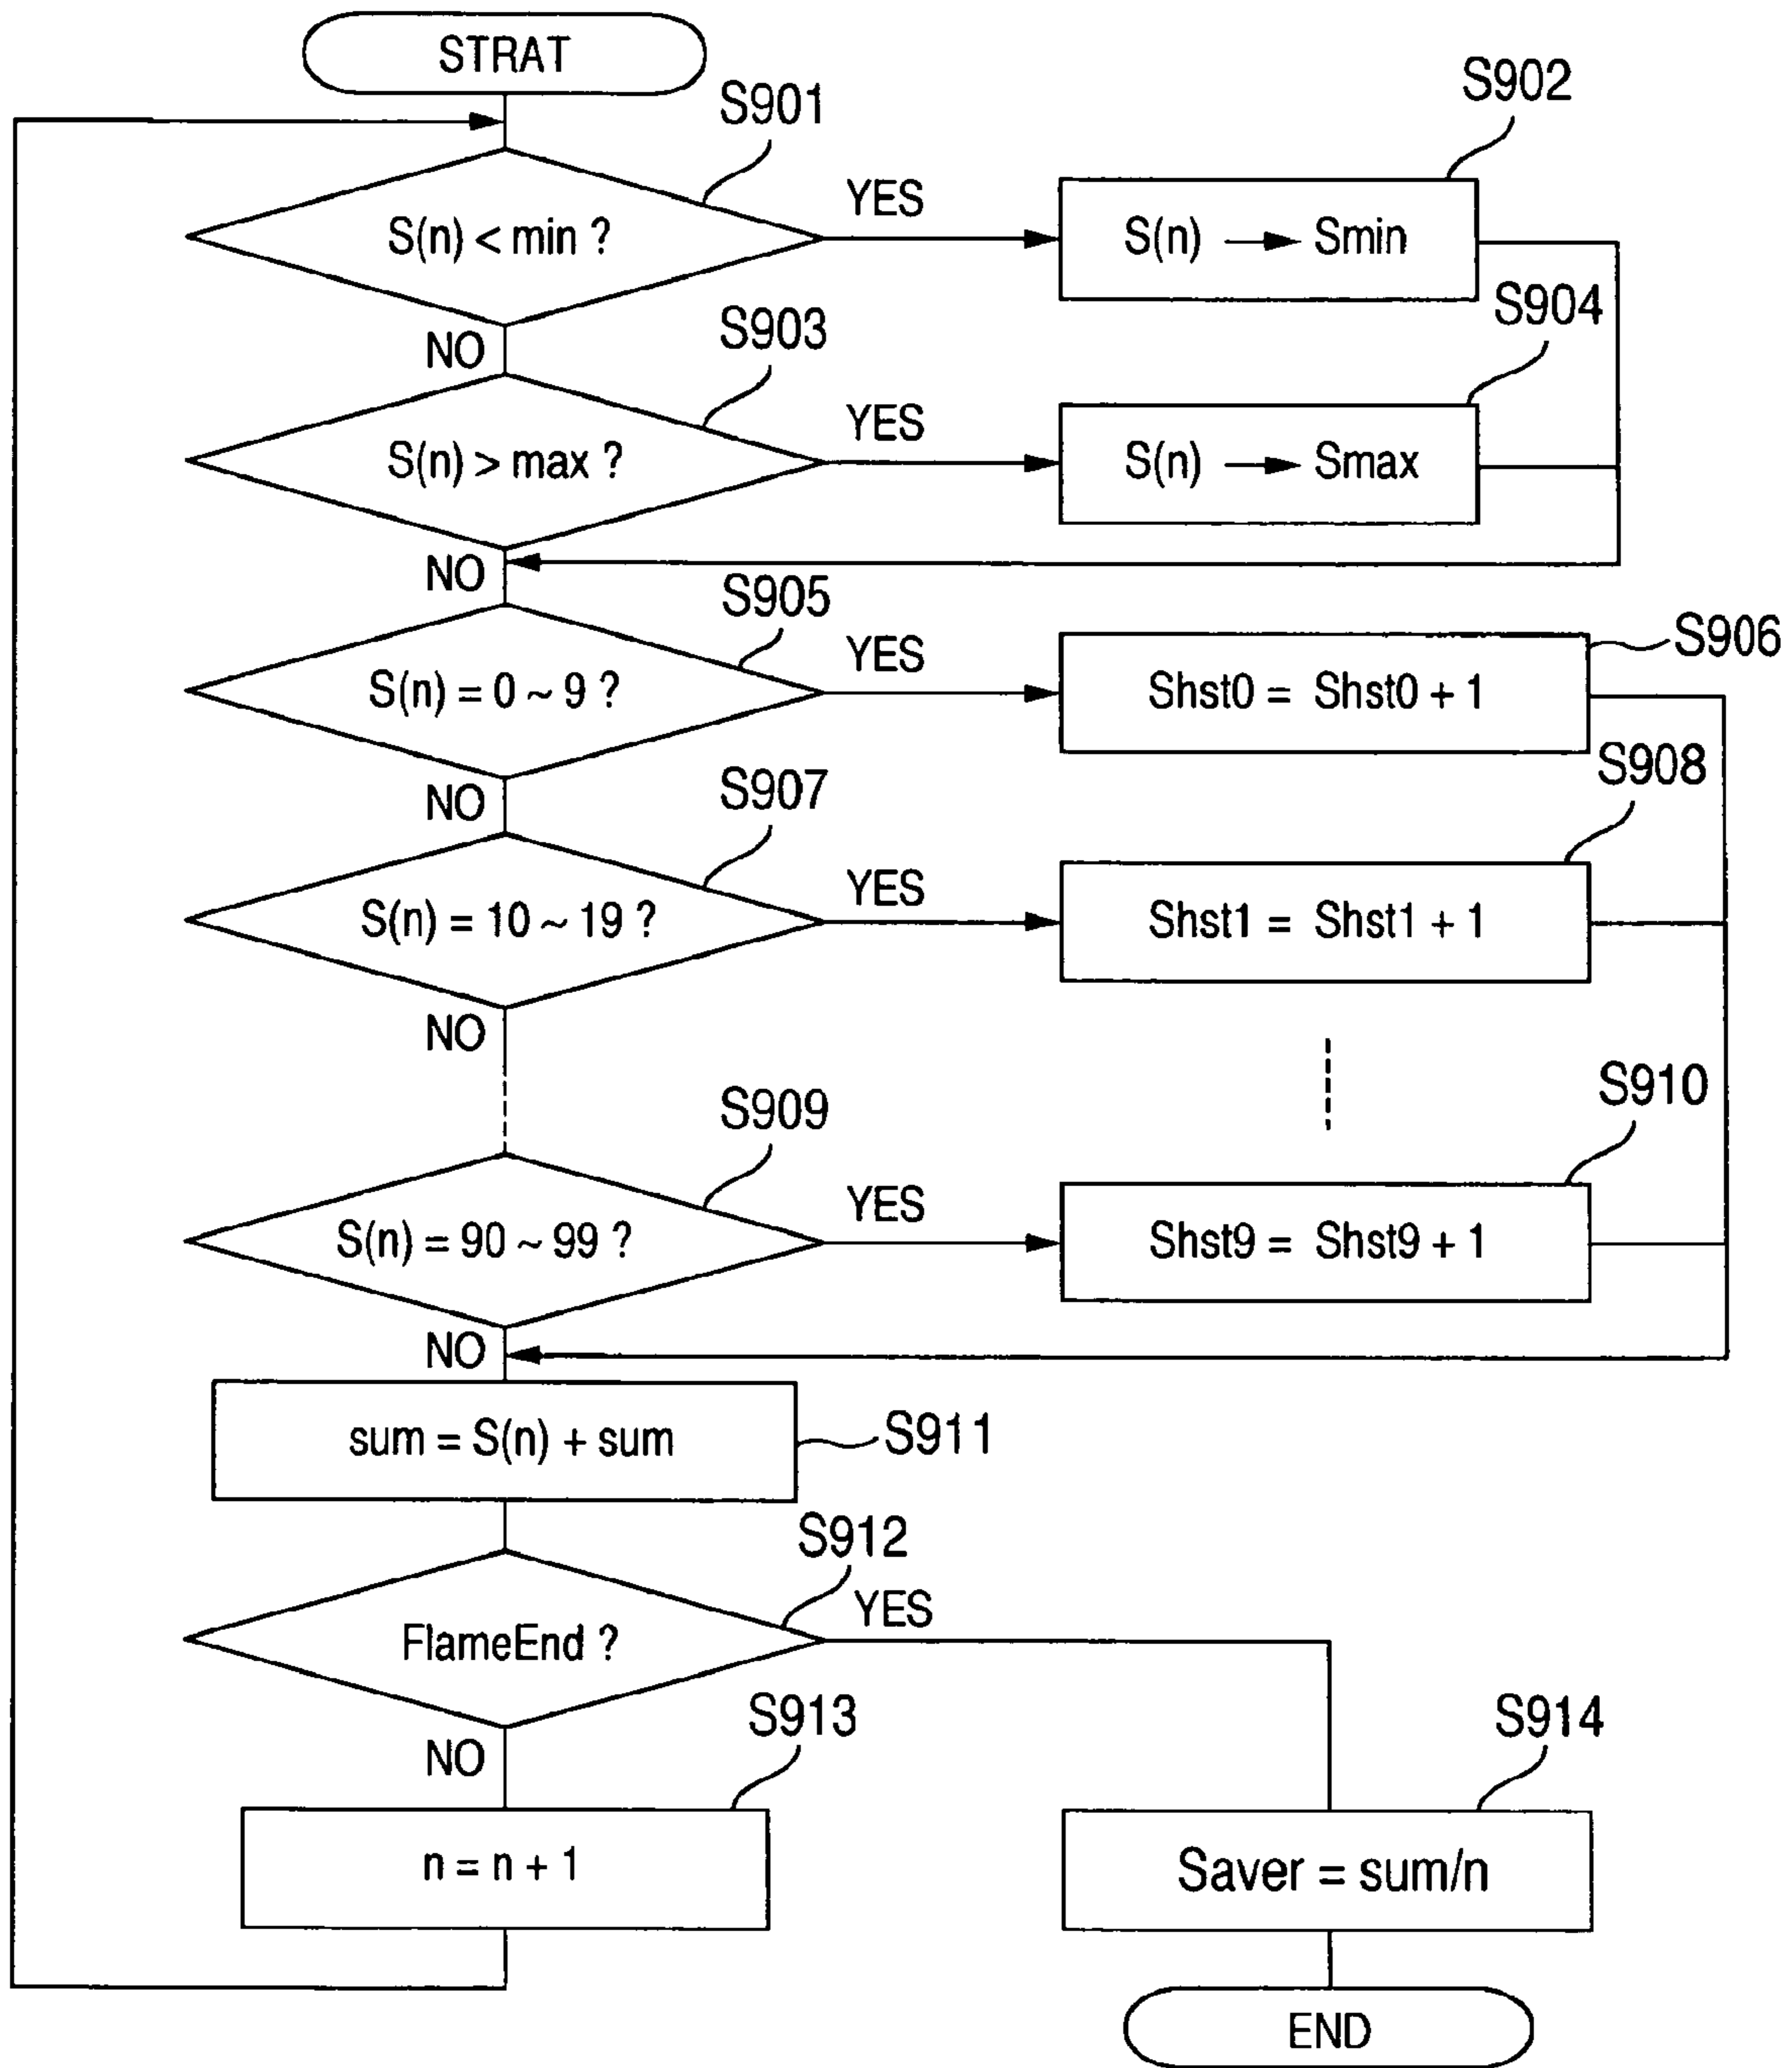 STRAT
S901
S902
S(n) < min ?
YES
S(n) → Smin
NO
S903
S904
S(n) > max ?
YES
S(n) → Smax
NO
S905
S906
S(n) = 0 ~ 9 ?
YES
Shst0 = Shst0 + 1
NO
S907
S908
S(n) = 10 ~ 19 ?
YES
Shst1 = Shst1 + 1
NO
S909
S910
S(n) = 90 ~ 99 ?
YES
Shst9 = Shst9 + 1
NO
sum = S(n) + sum
S911
S912
FlameEnd ?
YES
NO
S913
S914
n = n + 1
Saver = sum/n
END